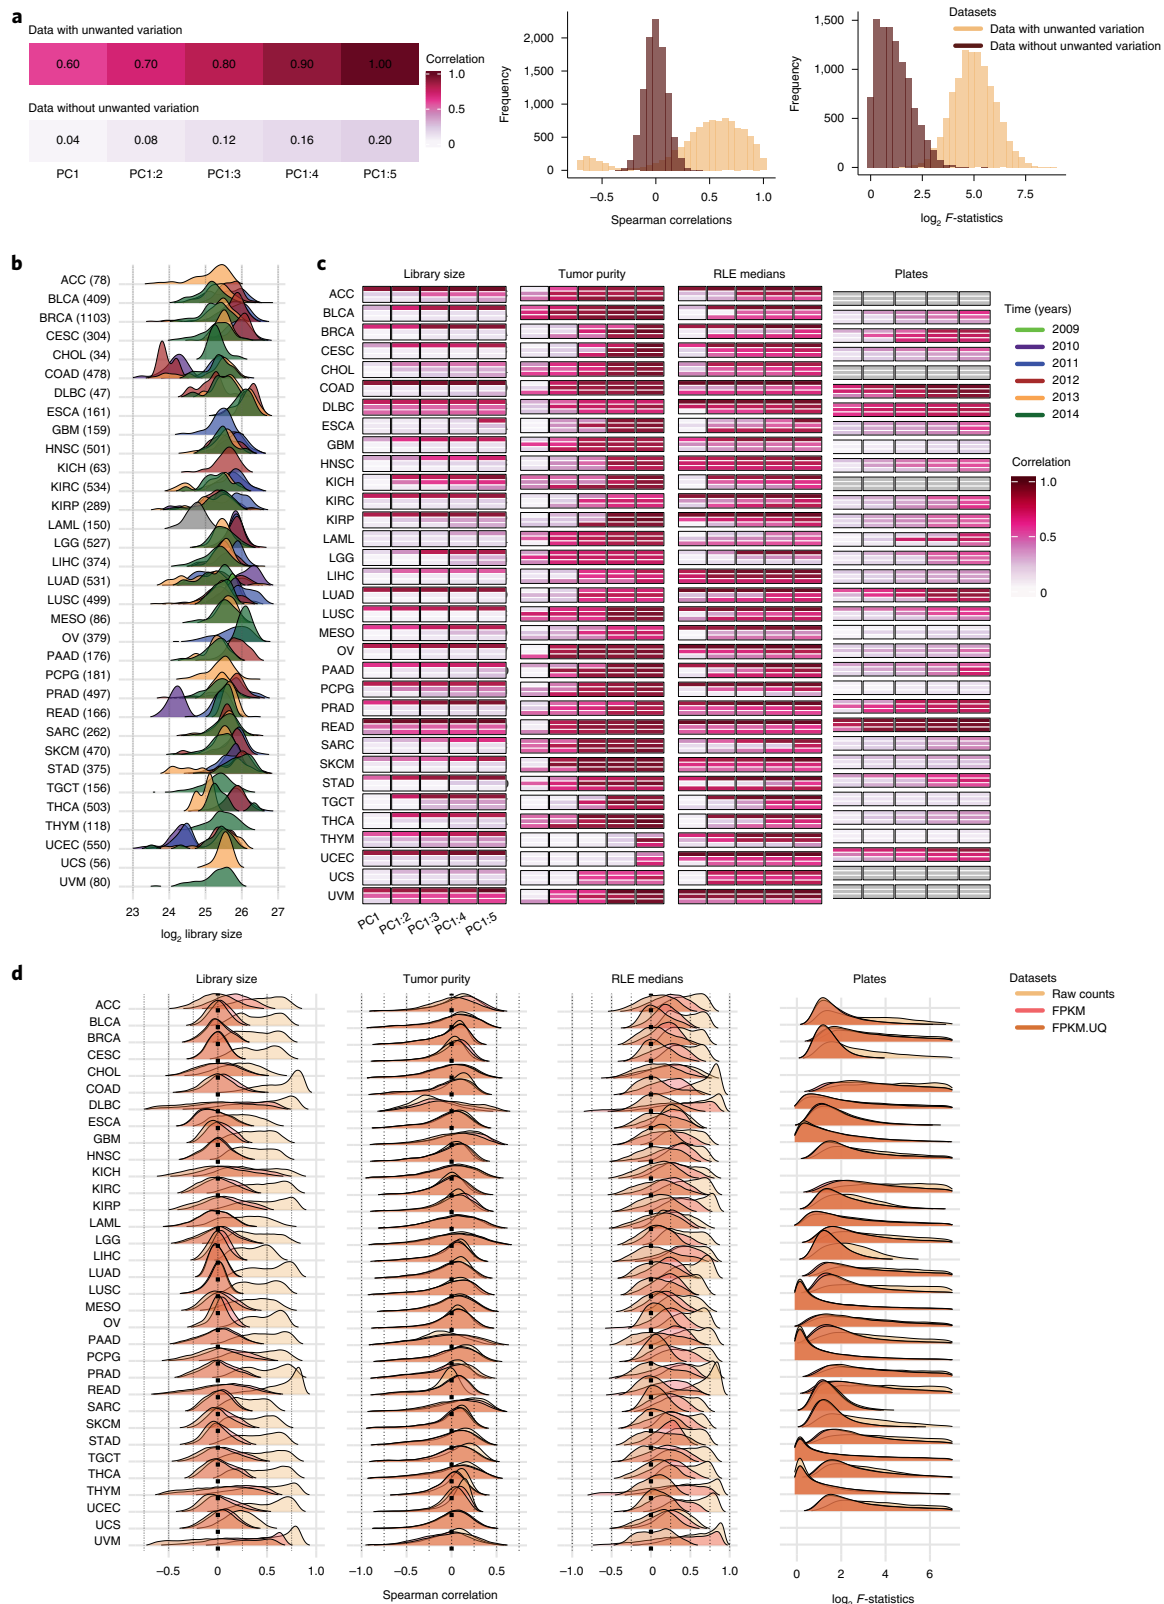 a
Data with unwanted variation
0.60 0.70 0.80 0.90 1.00
Data without unwanted variation
0.04 0.08 0.12 0.16 0.20
PC1 PC1:2 PC1:3 PC1:4 PC1:5
Correlation
1.0
0.5
0
Frequency
2,000
1,500
1,000
500
0
−0.5 0 0.5 1.0
Spearman correlations
Frequency
1,500
1,000
500
0
0 2.5 5.0 7.5
log2 F-statistics
Datasets
Data with unwanted variation
Data without unwanted variation
b
ACC (78)
BLCA (409)
BRCA (1103)
CESC (304)
CHOL (34)
COAD (478)
DLBC (47)
ESCA (161)
GBM (159)
HNSC (501)
KICH (63)
KIRC (534)
KIRP (289)
LAML (150)
LGG (527)
LIHC (374)
LUAD (531)
LUSC (499)
MESO (86)
OV (379)
PAAD (176)
PCPG (181)
PRAD (497)
READ (166)
SARC (262)
SKCM (470)
STAD (375)
TGCT (156)
THCA (503)
THYM (118)
UCEC (550)
UCS (56)
UVM (80)
23 24 25 26 27
log2 library size
c
Library size Tumor purity RLE medians Plates
ACC
BLCA
BRCA
CESC
CHOL
COAD
DLBC
ESCA
GBM
HNSC
KICH
KIRC
KIRP
LAML
LGG
LIHC
LUAD
LUSC
MESO
OV
PAAD
PCPG
PRAD
READ
SARC
SKCM
STAD
TGCT
THCA
THYM
UCEC
UCS
UVM
PC1 PC1:2 PC1:3 PC1:4 PC1:5
Time (years)
2009
2010
2011
2012
2013
2014
Correlation
1.0
0.5
0
d
Library size Tumor purity RLE medians Plates
ACC
BLCA
BRCA
CESC
CHOL
COAD
DLBC
ESCA
GBM
HNSC
KICH
KIRC
KIRP
LAML
LGG
LIHC
LUAD
LUSC
MESO
OV
PAAD
PCPG
PRAD
READ
SARC
SKCM
STAD
TGCT
THCA
THYM
UCEC
UCS
UVM
−0.5 0 0.5 1.0
−1.0 −0.5 0 0.5
−1.0 −0.5 0 0.5 1.0
0 2 4 6
Spearman correlation
log2 F-statistics
Datasets
Raw counts
FPKM
FPKM.UQ